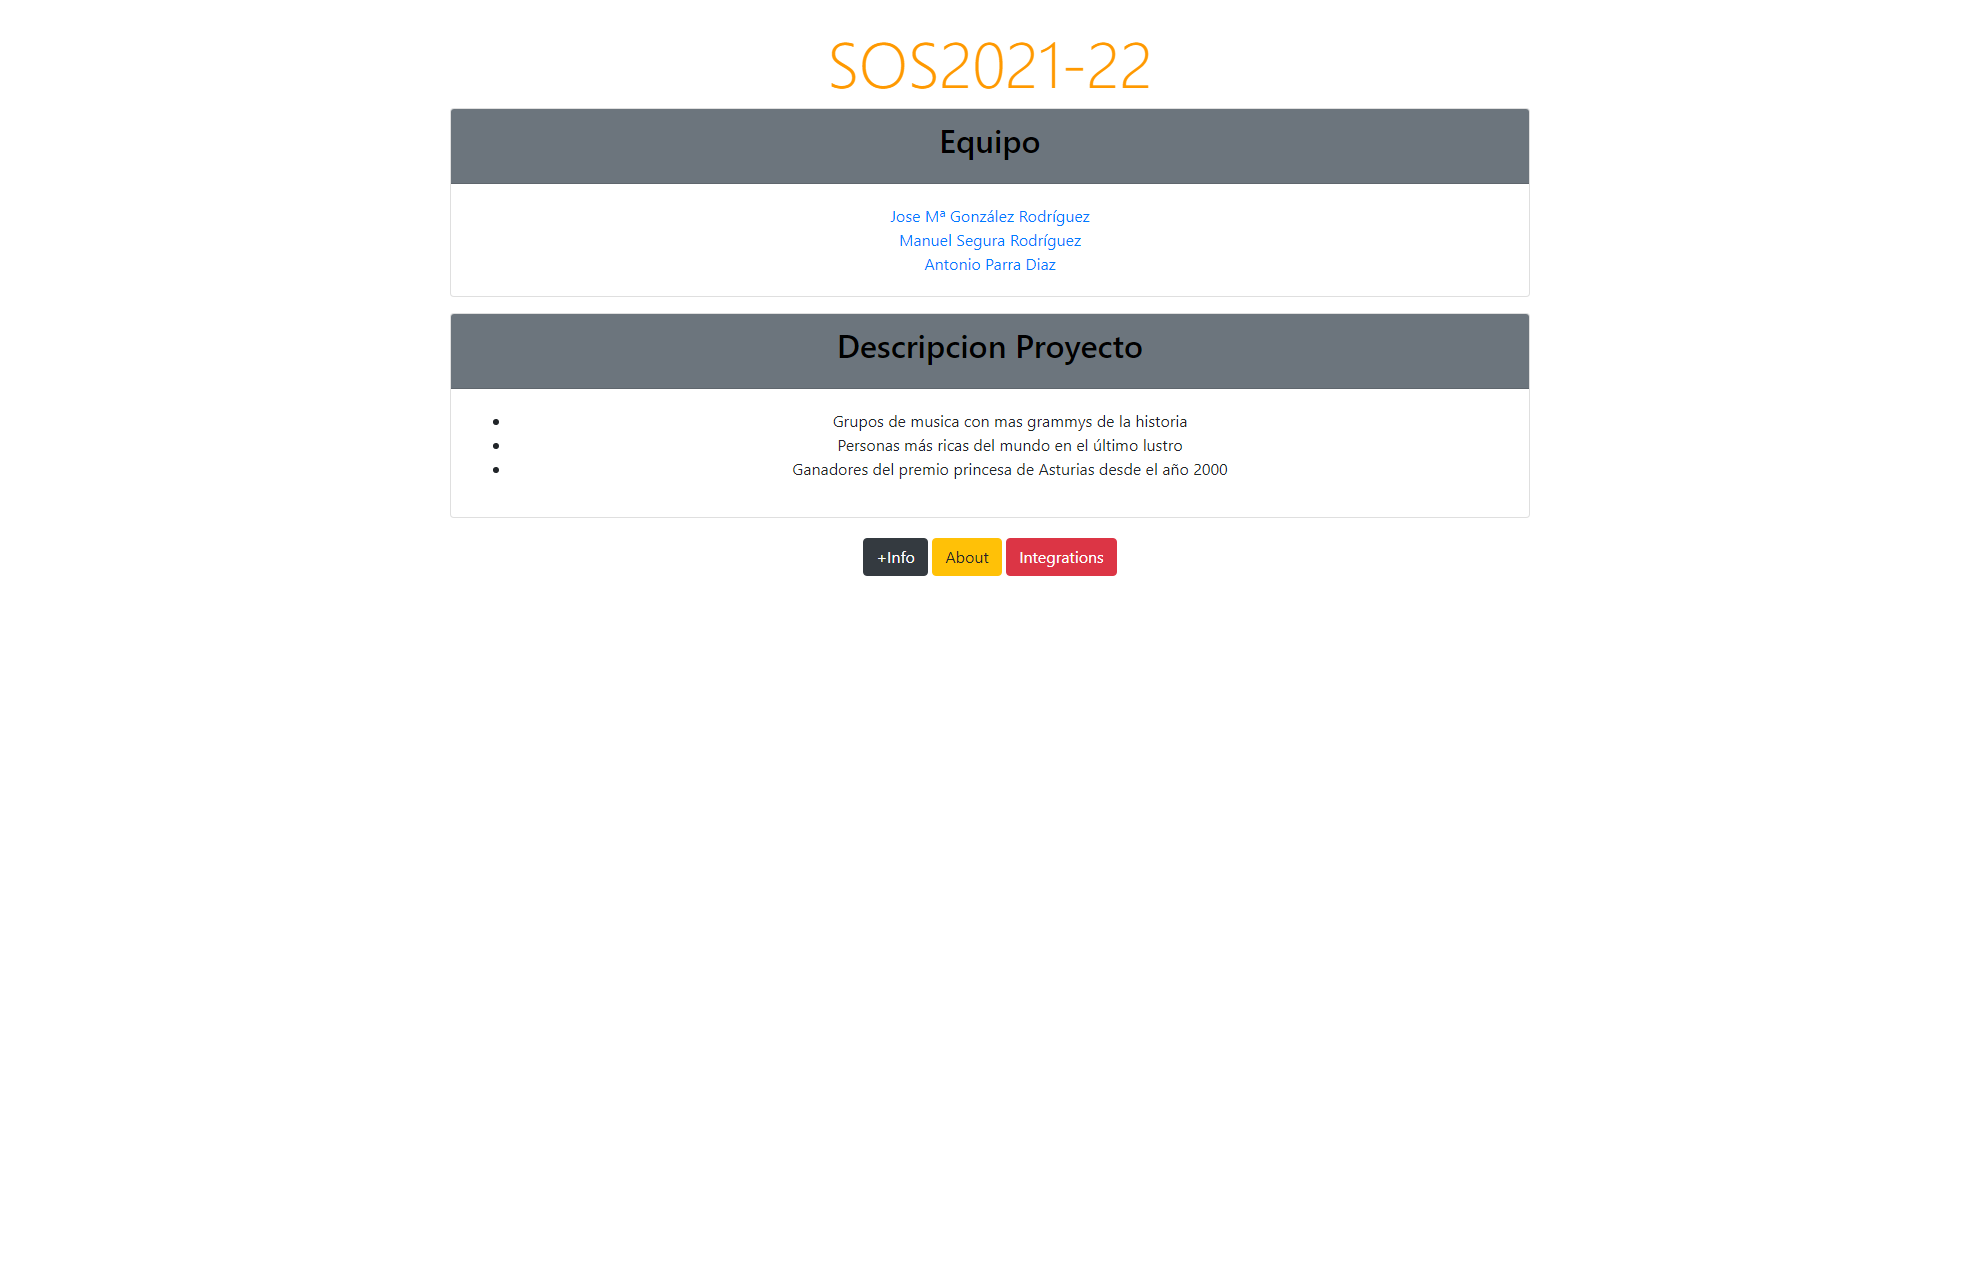 SOS2021-22
Equipo
Jose Mª González Rodríguez
Manuel Segura Rodríguez
Antonio Parra Diaz
Descripcion Proyecto
Grupos de musica con mas grammys de la historia
Personas más ricas del mundo en el último lustro
Ganadores del premio princesa de Asturias desde el año 2000
+Info About Integrations